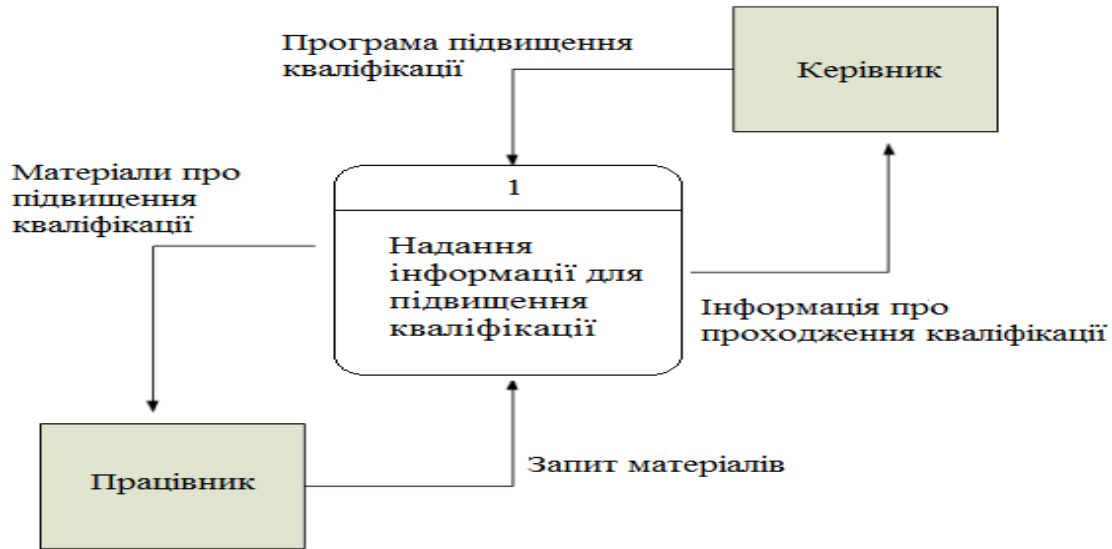 Програма підвищення
кваліфікації
Керівник
Матеріали про
підвищення
кваліфікації
1
Надання
інформації для
підвищення
кваліфікації
Інформація про
проходження кваліфікації
Працівник
Запит матеріалів